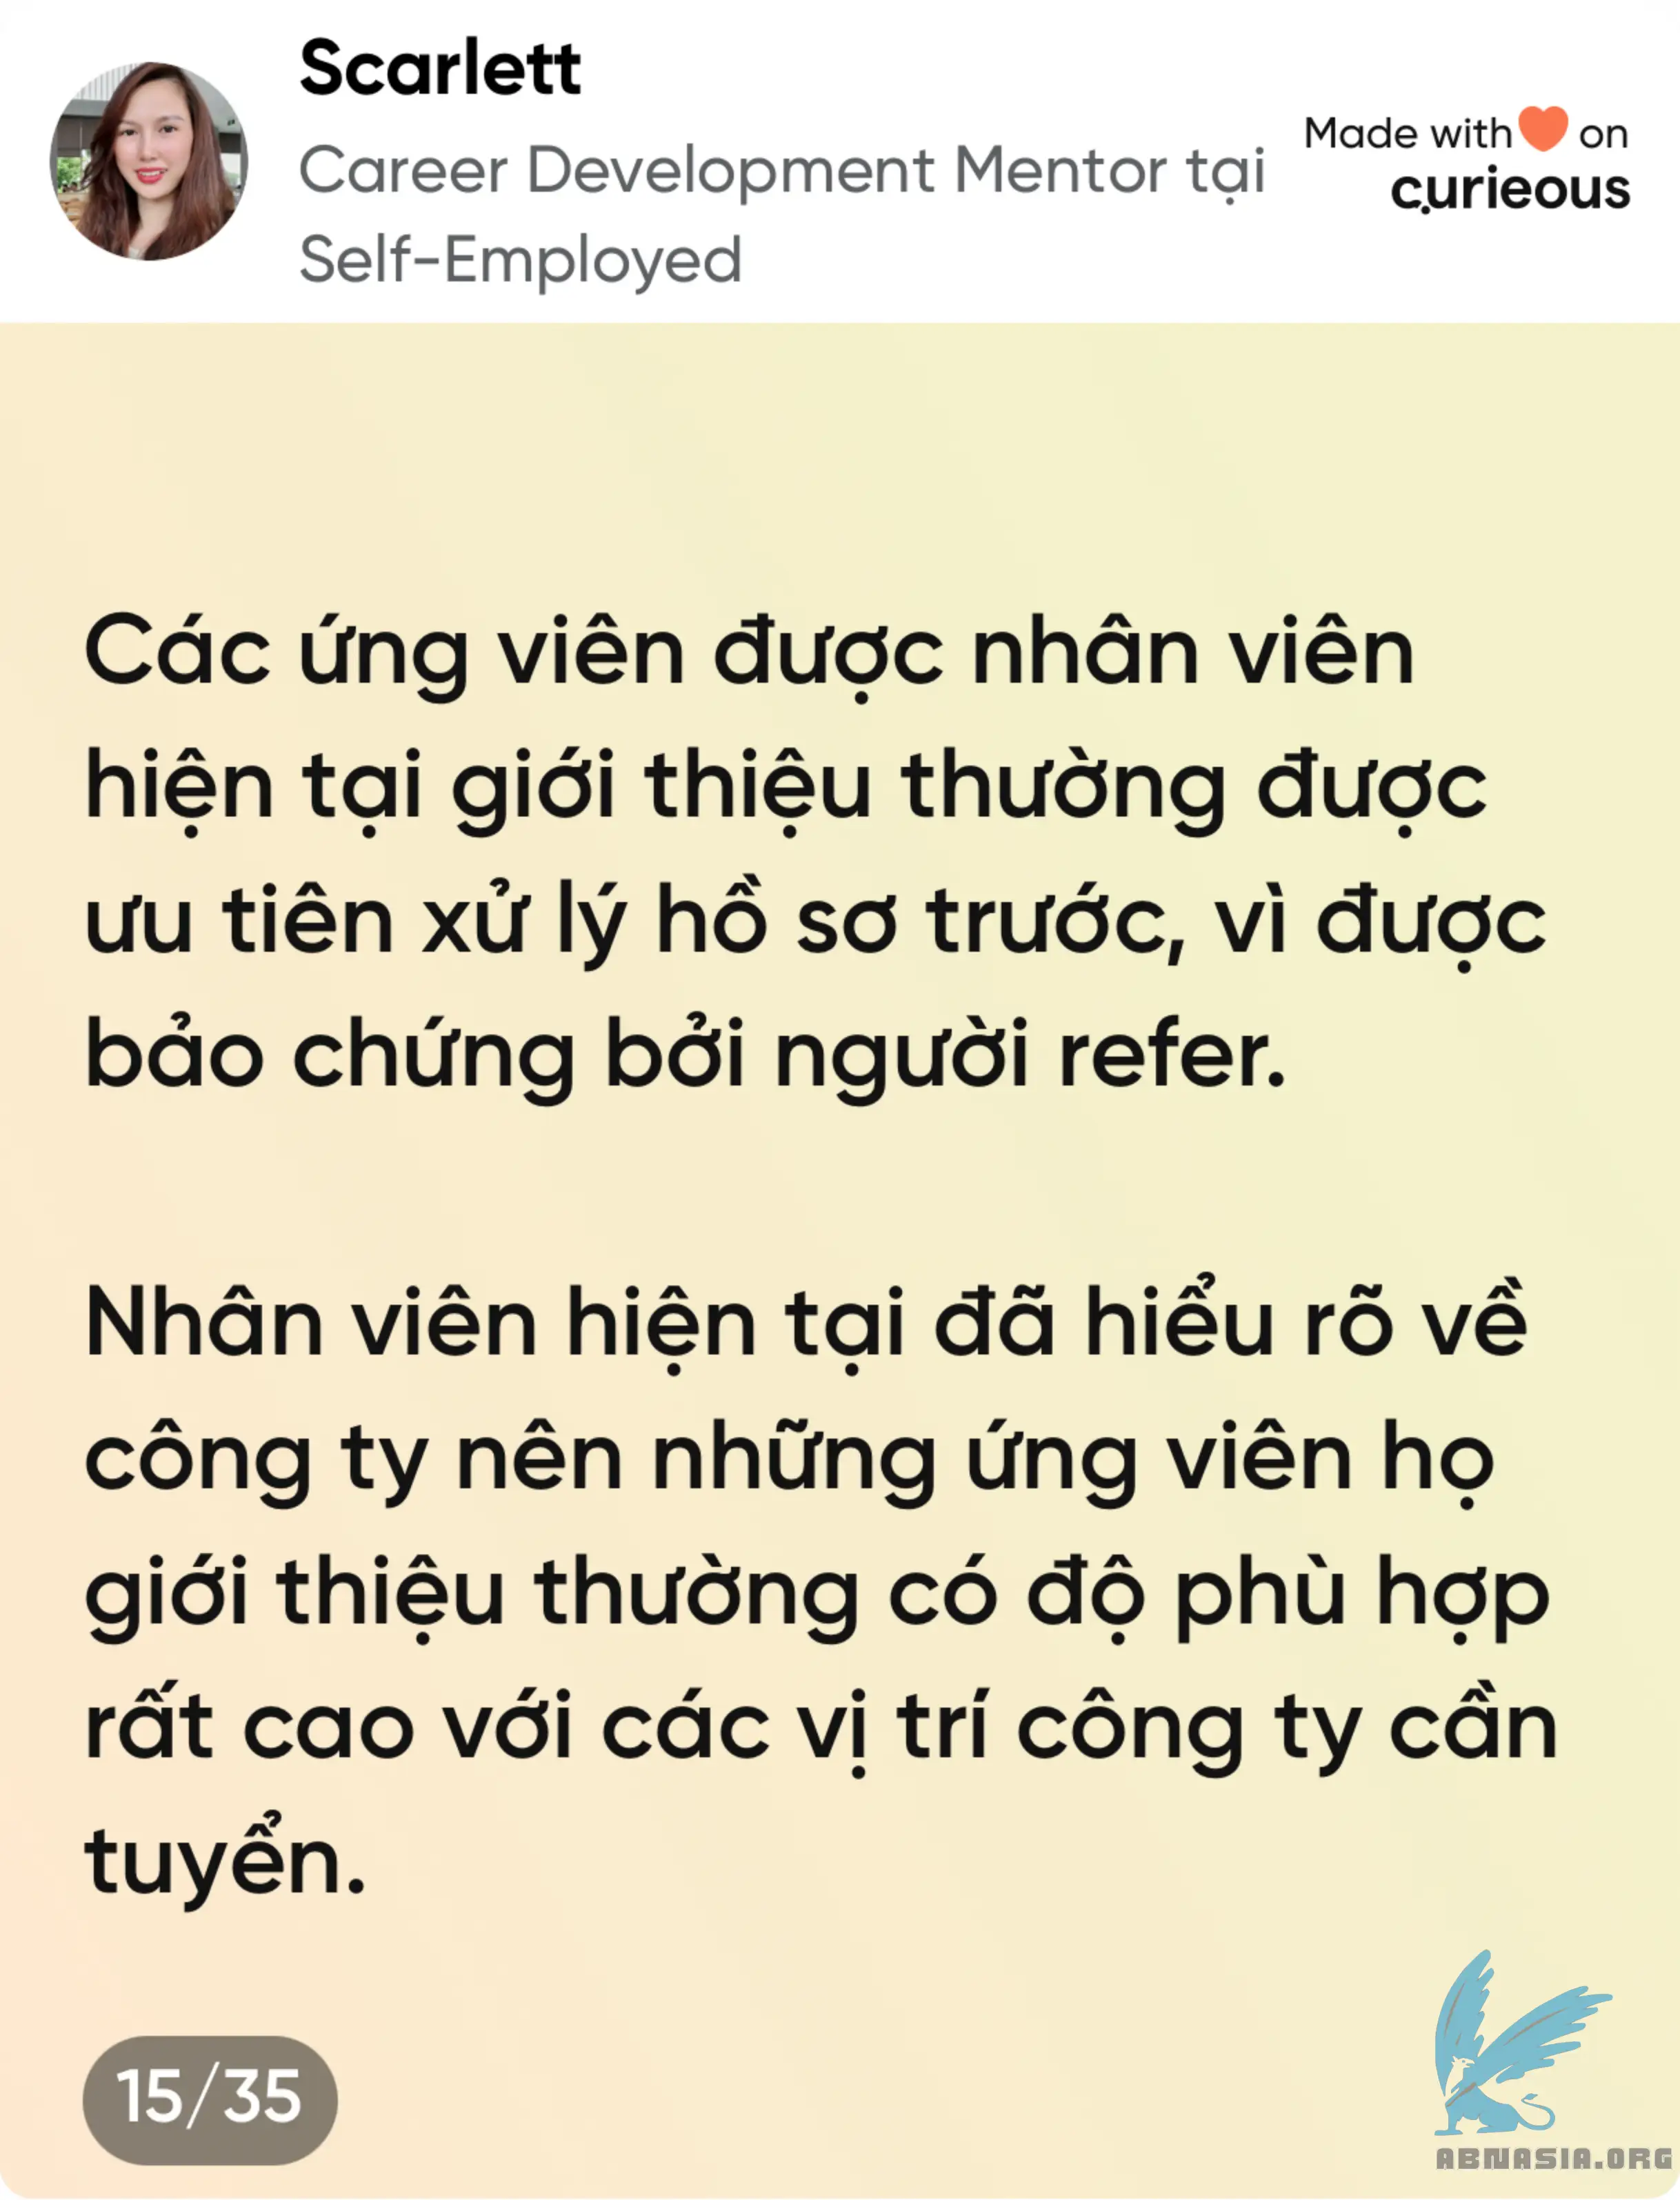 Scarlett
Career Development Mentor tại
Self-Employed
Made with on
curieous
Các ứng viên được nhân viên
hiện tại giới thiệu thường được
ưu tiên xử lý hồ sơ trước, vì được
bảo chứng bởi người refer.
Nhân viên hiện tại đã hiểu rõ về
công ty nên những ứng viên họ
giới thiệu thường có độ phù hợp
rất cao với các vị trí công ty cần
tuyển.
15/35
ABNASIA.ORG